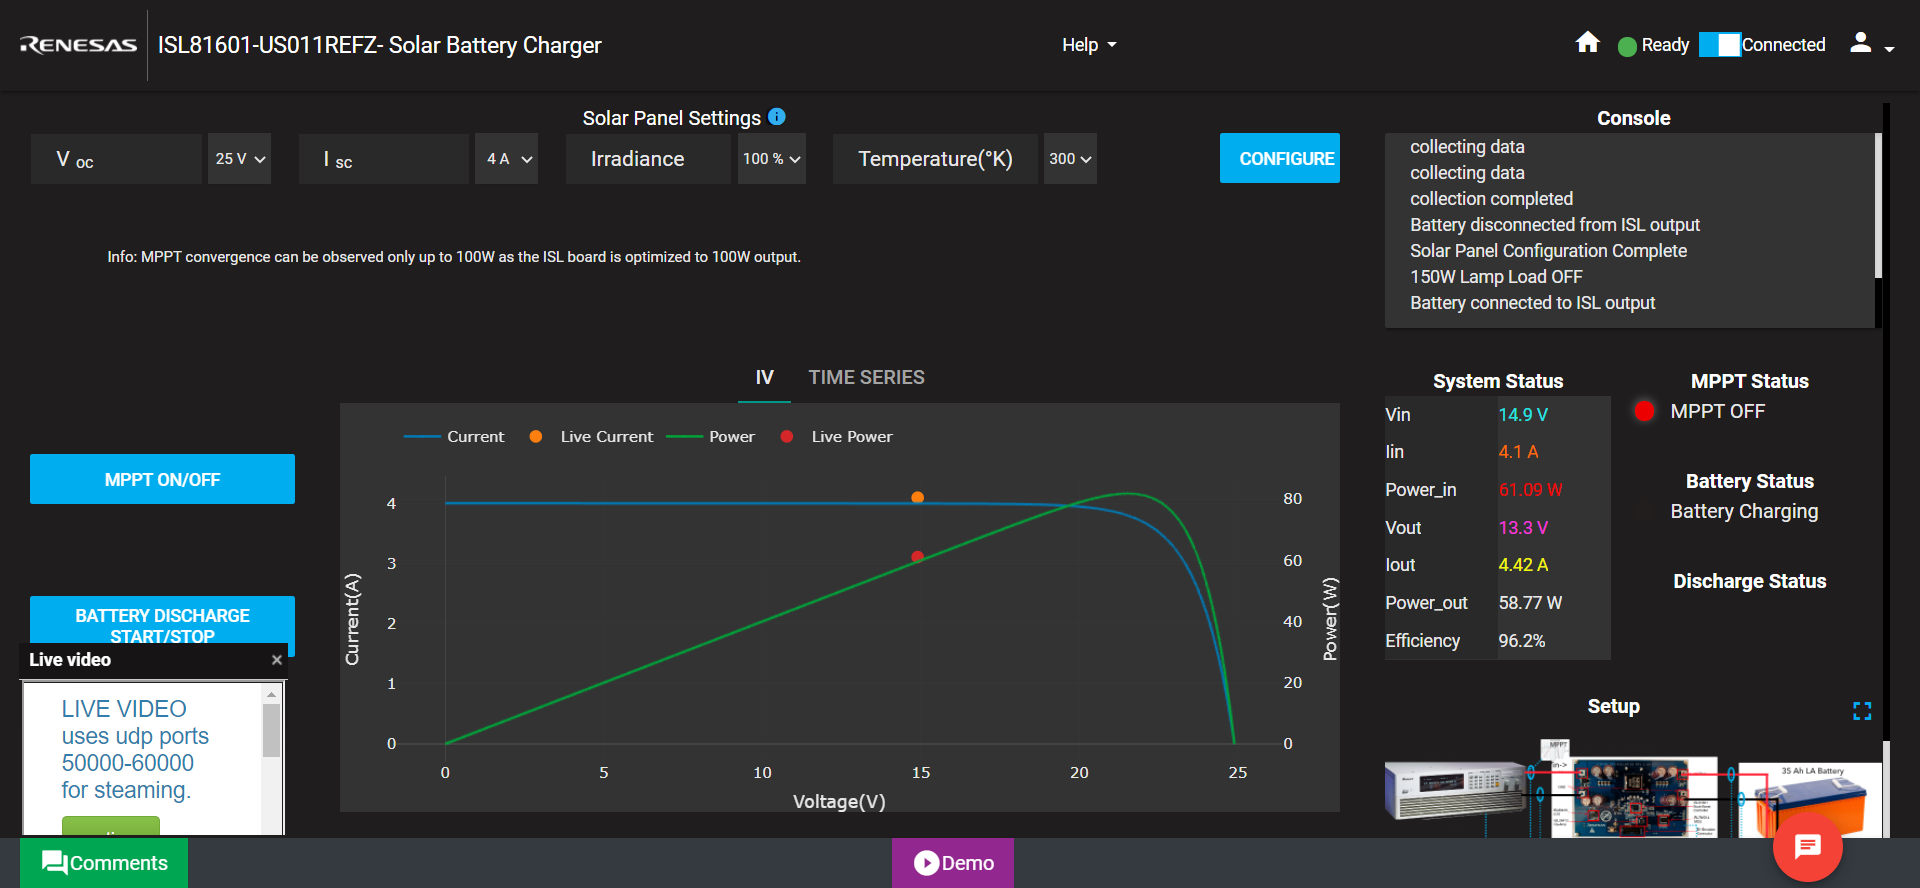 RENESAS
ISL81601-US011REFZ- Solar Battery Charger
Help
Ready
Connected
Solar Panel Settings
V oc
25 V
I sc
4 A
Irradiance
100 %
Temperature(°K)
300
CONFIGURE
Info: MPPT convergence can be observed only up to 100W as the ISL board is optimized to 100W output.
Console
collecting data
collecting data
collection completed
Battery disconnected from ISL output
Solar Panel Configuration Complete
150W Lamp Load OFF
Battery connected to ISL output
MPPT ON/OFF
BATTERY DISCHARGE
START/STOP
Live video
×
LIVE VIDEO
uses udp ports
50000-60000
for steaming.
IV
TIME SERIES
Current
Live Current
Power
Live Power
Current(A)
4
3
2
1
0
0
5
10
15
20
25
Voltage(V)
80
60
40
20
0
Power(W)
System Status
Vin 14.9 V
Iin 4.1 A
Power_in 61.09 W
Vout 13.3 V
Iout 4.42 A
Power_out 58.77 W
Efficiency 96.2%
MPPT Status
MPPT OFF
Battery Status
Battery Charging
Discharge Status
Setup
MPPT
35 Ah LA Battery
Comments
Demo